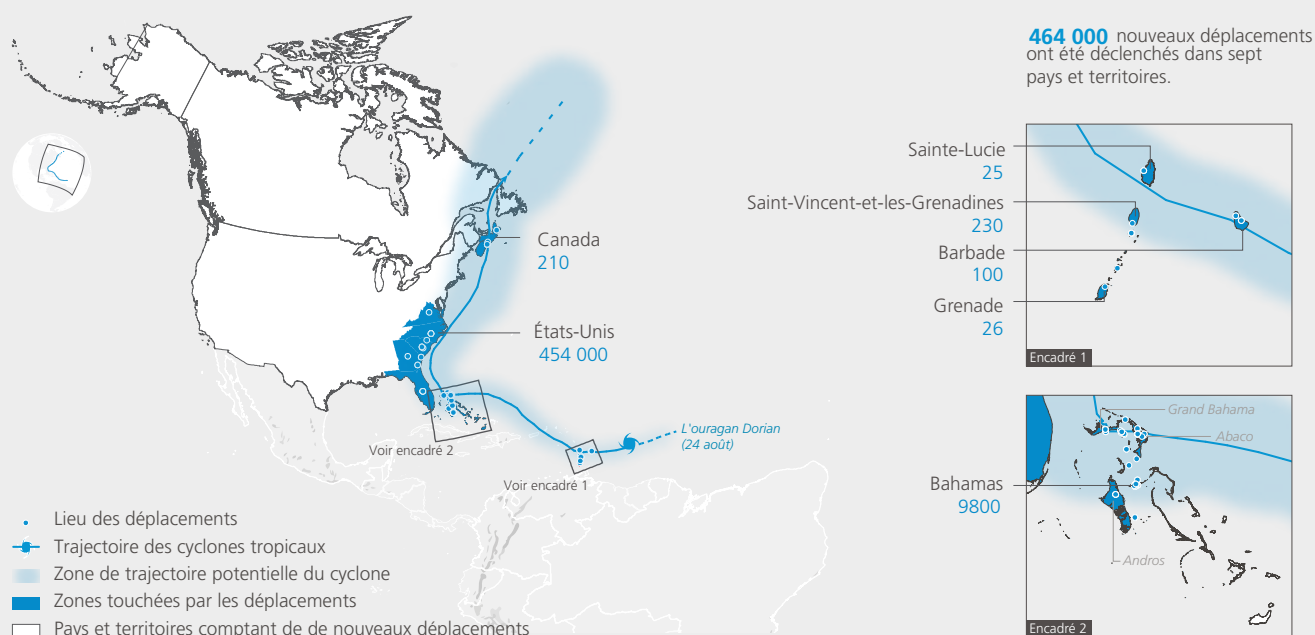 464 000 nouveaux déplacements
ont été déclenchés dans sept
pays et territoires.
Canada
210
États-Unis
454 000
L'ouragan Dorian
(24 août)
Voir encadré 2
Voir encadré 1
Lieu des déplacements
Trajectoire des cyclones tropicaux
Zone de trajectoire potentielle du cyclone
Zones touchées par les déplacements
Pays et territoires comptant de de nouveaux déplacements
Sainte-Lucie
25
Saint-Vincent-et-les-Grenadines
230
Barbade
100
Grenade
26
Encadré 1
Grand Bahama
Abaco
Bahamas
9800
Andros
Encadré 2